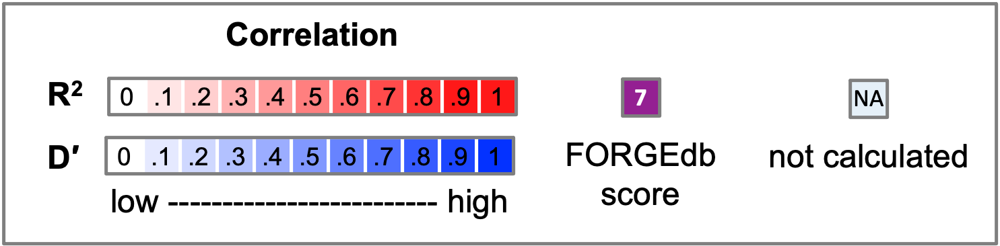 Correlation
R² 0 .1 .2 .3 .4 .5 .6 .7 .8 .9 1
7
NA
D′ 0 .1 .2 .3 .4 .5 .6 .7 .8 .9 1
FORGEdb
score
not calculated
low ------------------------- high